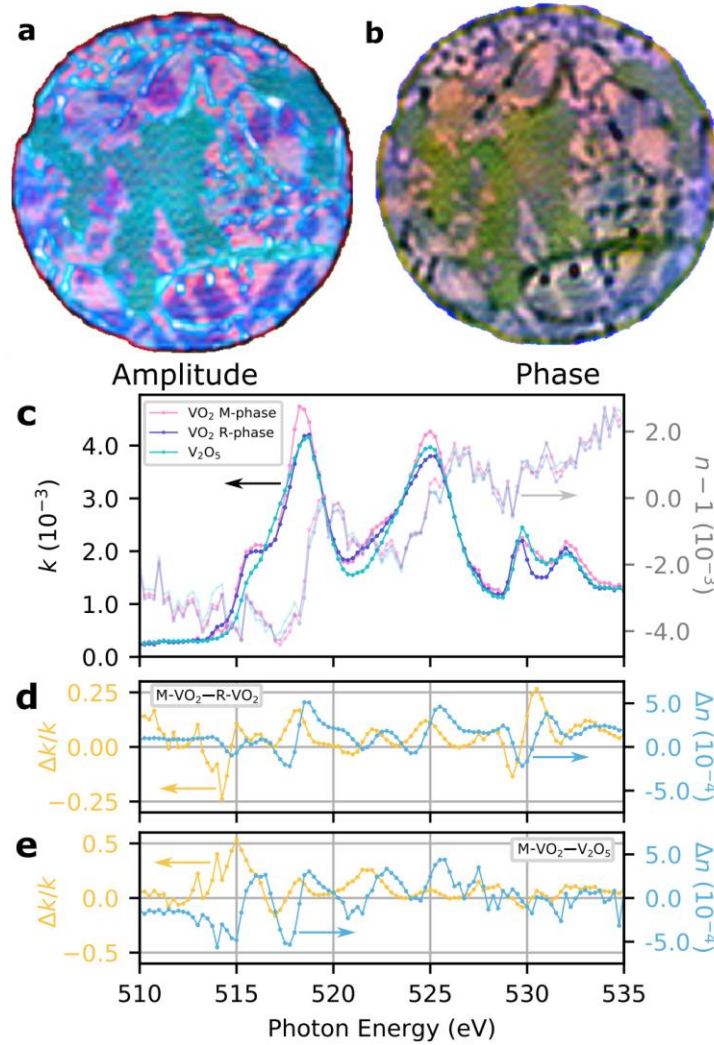 a
b
Amplitude
Phase
c
VO₂ M-phase
VO₂ R-phase
V₂O₅
k (10⁻³)
4.0
3.0
2.0
1.0
0.0
n − 1 (10⁻³)
2.0
0.0
−2.0
−4.0
d
M-VO₂—R-VO₂
Δk/k
0.25
0.00
−0.25
Δn (10⁻⁴)
5.0
0.0
−5.0
e
M-VO₂—V₂O₅
Δk/k
0.5
0.0
−0.5
Δn (10⁻⁴)
5.0
0.0
−5.0
510 515 520 525 530 535
Photon Energy (eV)